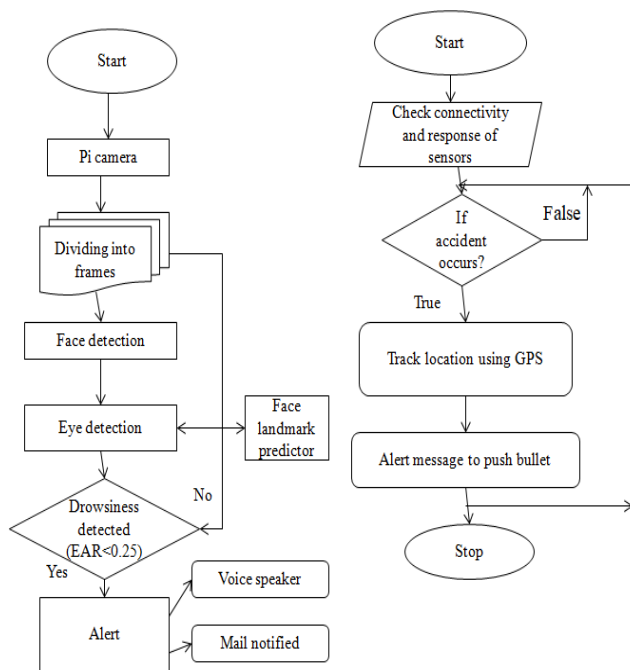 Start
Pi camera
Dividing into
frames
Face detection
Eye detection
Face
landmark
predictor
No
Drowsiness
detected
(EAR<0.25)
Yes
Alert
Voice speaker
Mail notified
Start
Check connectivity
and response of
sensors
If
accident
occurs?
False
True
Track location using GPS
Alert message to push bullet
Stop